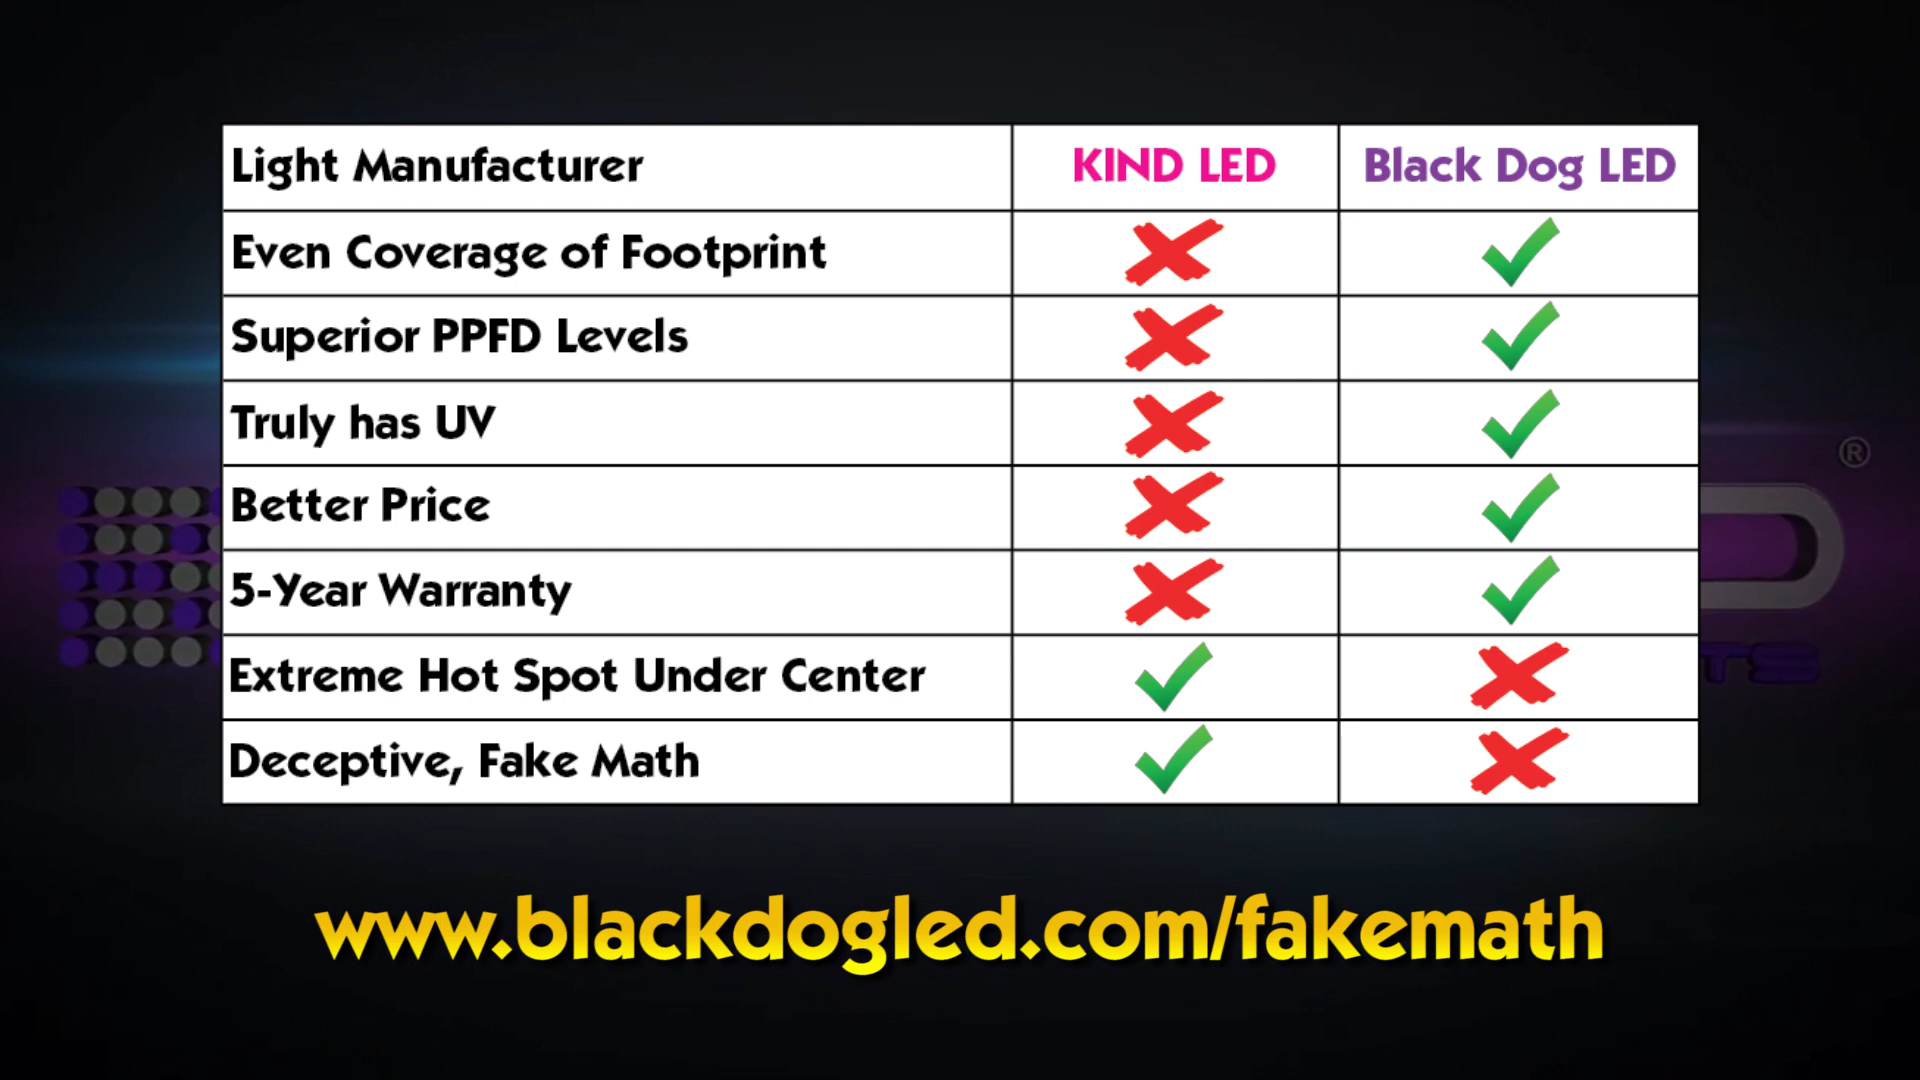 Light Manufacturer KIND LED Black Dog LED
Even Coverage of Footprint
Superior PPFD Levels
Truly has UV
Better Price
5-Year Warranty
Extreme Hot Spot Under Center
Deceptive, Fake Math
®
TS
www.blackdogled.com/fakemath